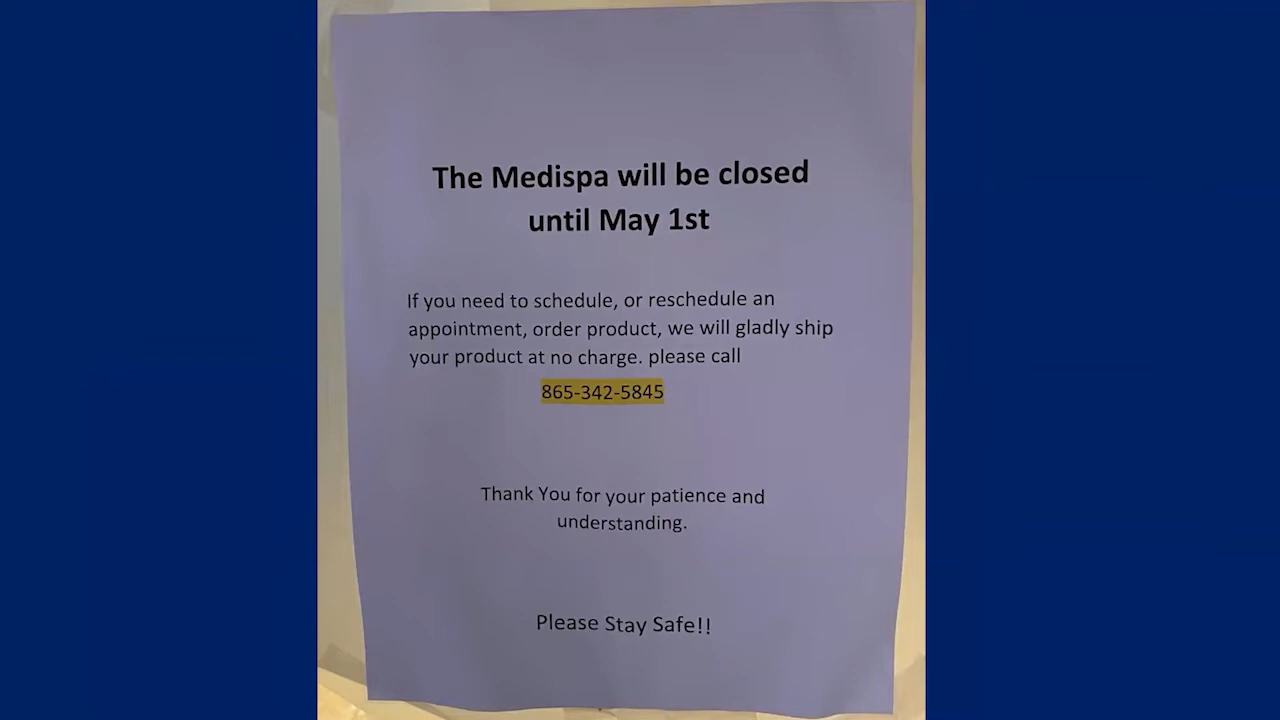 The Medispa will be closed
until May 1st
If you need to schedule, or reschedule an
appointment, order product, we will gladly ship
your product at no charge. please call
865-342-5845
Thank You for your patience and
understanding.
Please Stay Safe!!